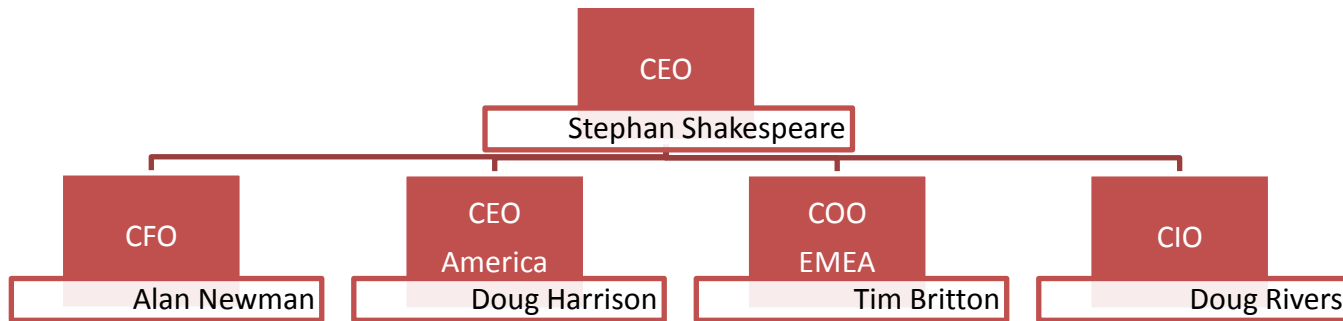 CEO
Stephan Shakespeare
CFO
Alan Newman
CEO
America
Doug Harrison
COO
EMEA
Tim Britton
CIO
Doug Rivers